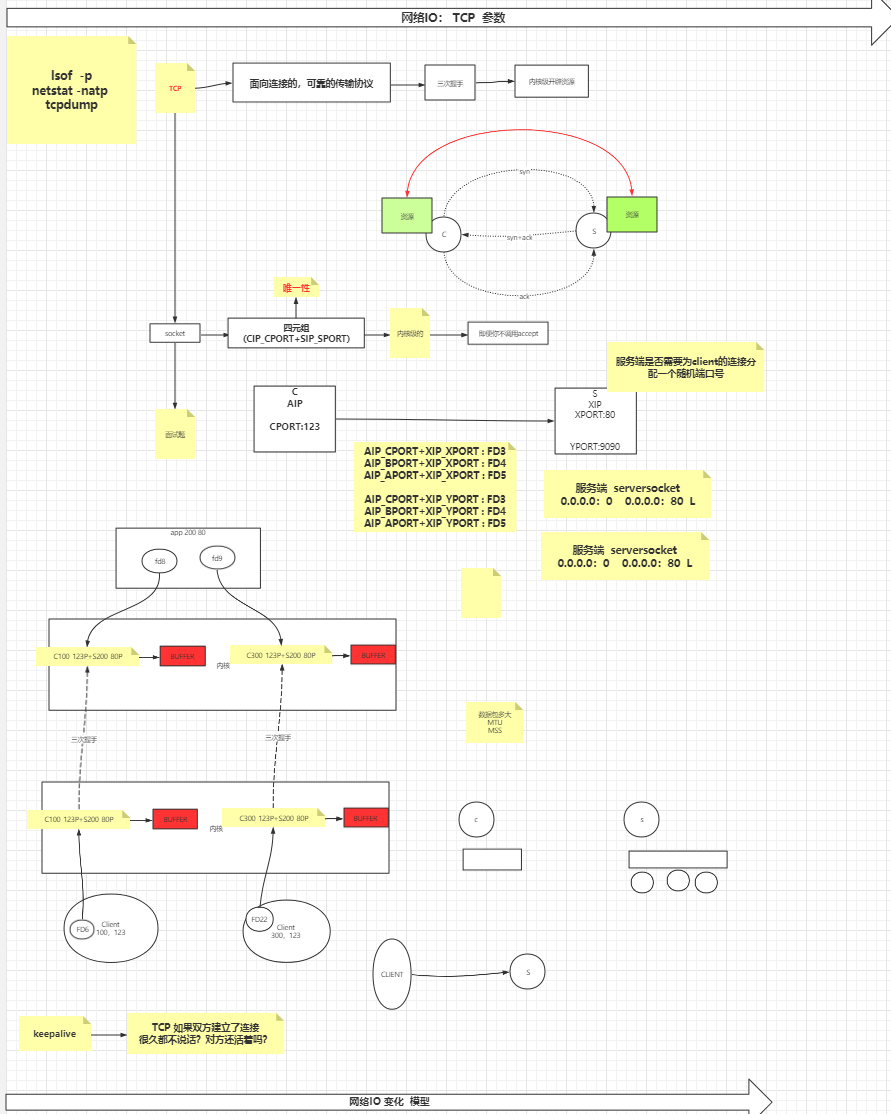 网络IO： TCP 参数
lsof -p
netstat -natp
tcpdump
TCP
面向连接的，可靠的传输协议
三次握手
内核级开辟资源
syn
资源
资源
C
S
syn+ack
ack
唯一性
socket
四元组
（CIP_CPORT+SIP_SPORT）
内核级的
即便你不调用accept
服务端是否需要为client的连接分
配一个随机端口号
面试题
C
AIP
CPORT:123
S
XIP
XPORT:80
YPORT:9090
AIP_CPORT+XIP_XPORT : FD3
AIP_BPORT+XIP_XPORT : FD4
AIP_APORT+XIP_XPORT : FD5
AIP_CPORT+XIP_YPORT : FD3
AIP_BPORT+XIP_YPORT : FD4
AIP_APORT+XIP_YPORT : FD5
服务端 serversocket
0.0.0.0：0 0.0.0.0：80 L
服务端 serversocket
0.0.0.0：0 0.0.0.0：80 L
app 200 80
fd8
fd9
C100 123P+S200 80P
BUFFER
内核
C300 123P+S200 80P
BUFFER
三次握手
三次握手
数据包多大
MTU
MSS
C100 123P+S200 80P
BUFFER
内核
C300 123P+S200 80P
BUFFER
c
s
FD6
Client
100，123
FD22
Client
300，123
CLIENT
S
keepalive
TCP 如果双方建立了连接
很久都不说话？对方还活着吗？
网络IO 变化 模型